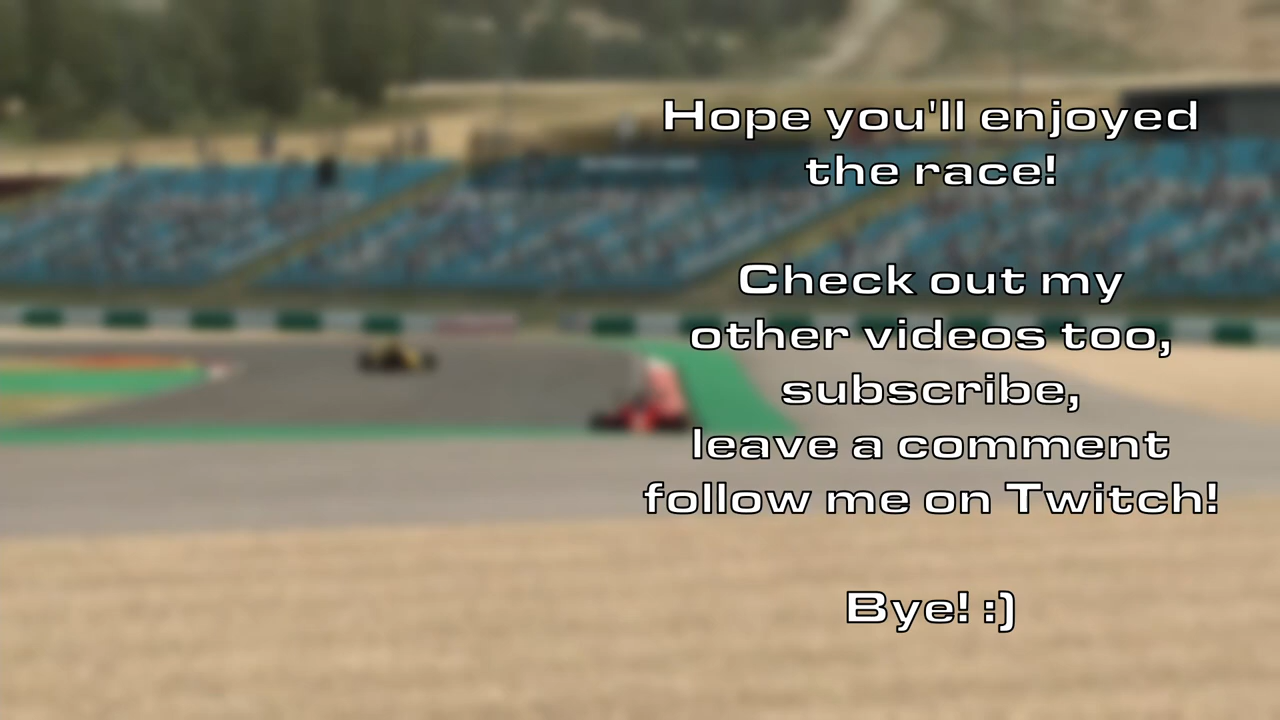 Hope you'll enjoyed
the race!
Check out my
other videos too,
subscribe,
leave a comment
follow me on Twitch!
Bye! :)